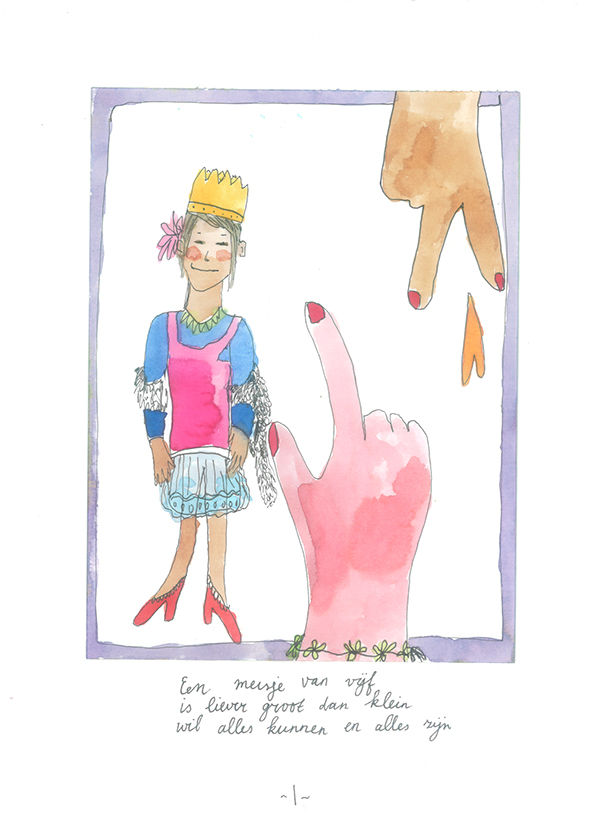 Een meisje van vijf
is liever groot dan klein
wil alles kunnen en alles zijn
~1~